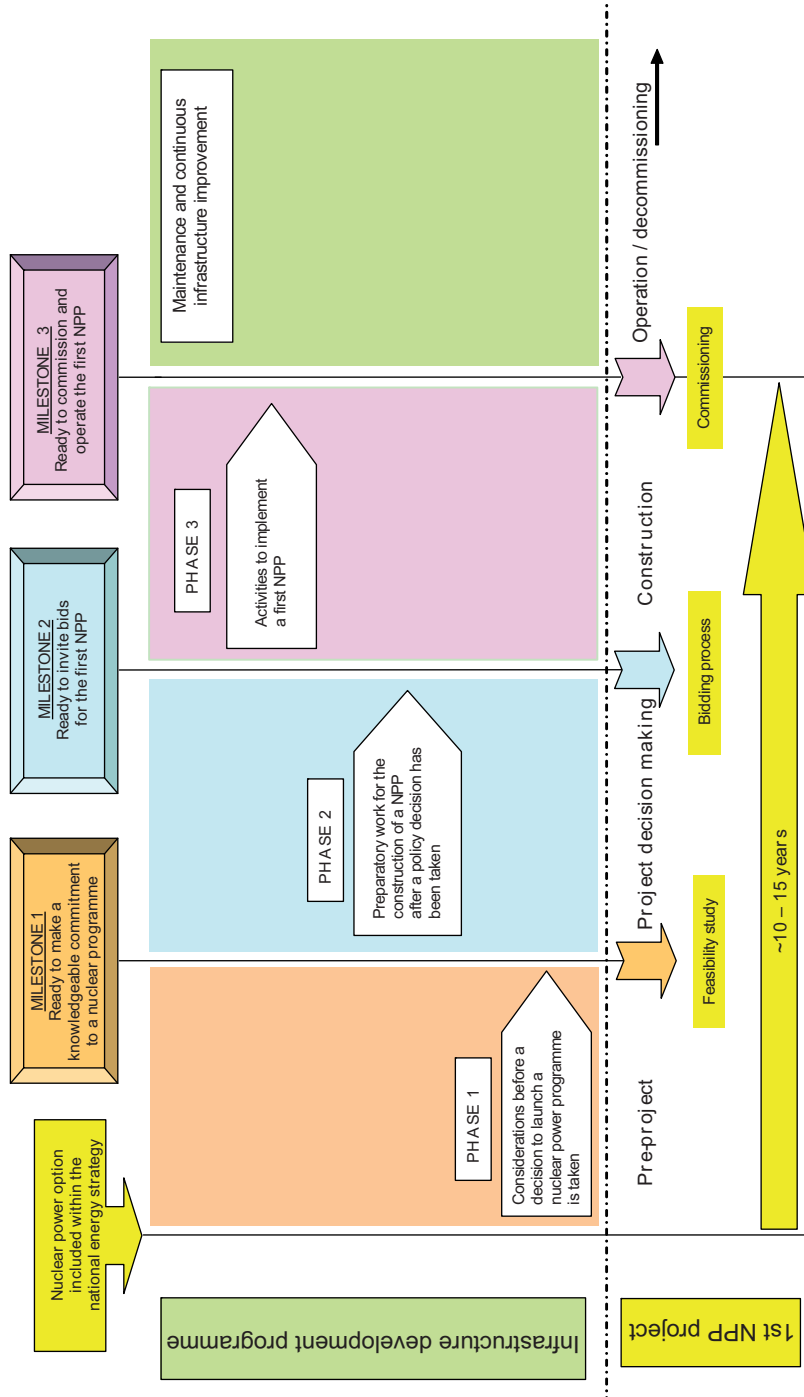 Nuclear power option
included within the
national energy strategy
MILESTONE 1
Ready to make a
knowledgeable commitment
to a nuclear programme
MILESTONE 2
Ready to invite bids
for the first NPP
MILESTONE 3
Ready to commission and
operate the first NPP
Infrastructure development programme
PHASE 1
Considerations before a
decision to launch a
nuclear power programme
is taken
PHASE 2
Preparatory work for the
construction of a NPP
after a policy decision has
been taken
PHASE 3
Activities to implement
a first NPP
Maintenance and continuous
infrastructure improvement
1st NPP project
Pre-project
Project decision making
Construction
Operation / decommissioning
Feasibility study
Bidding process
Commissioning
~10 – 15 years